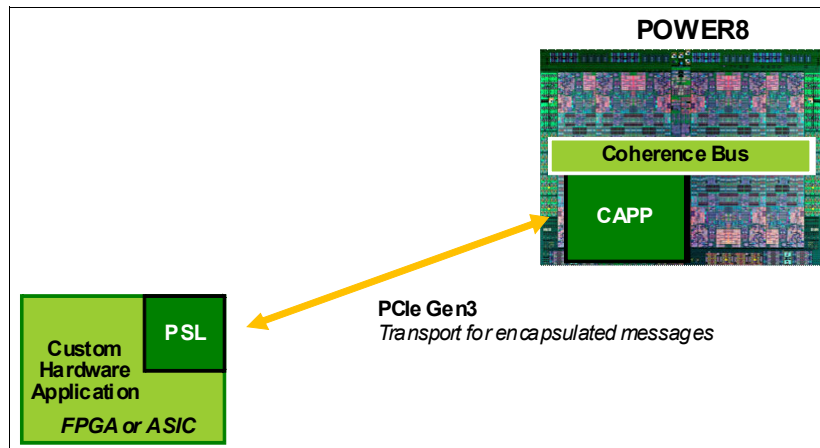 POWER8
Coherence Bus
CAPP
PCIe Gen3
Transport for encapsulated messages
PSL
Custom
Hardware
Application
FPGA or ASIC